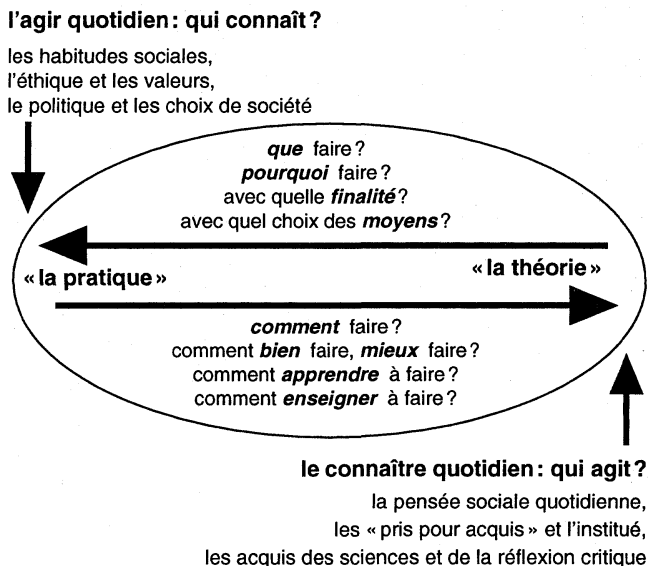 l'agir quotidien : qui connaît ?
les habitudes sociales,
l'éthique et les valeurs,
le politique et les choix de société
que faire ?
pourquoi faire ?
avec quelle finalité ?
avec quel choix des moyens ?
« la pratique »
« la théorie »
comment faire ?
comment bien faire, mieux faire ?
comment apprendre à faire ?
comment enseigner à faire ?
le connaître quotidien : qui agit ?
la pensée sociale quotidienne,
les « pris pour acquis » et l'institué,
les acquis des sciences et de la réflexion critique